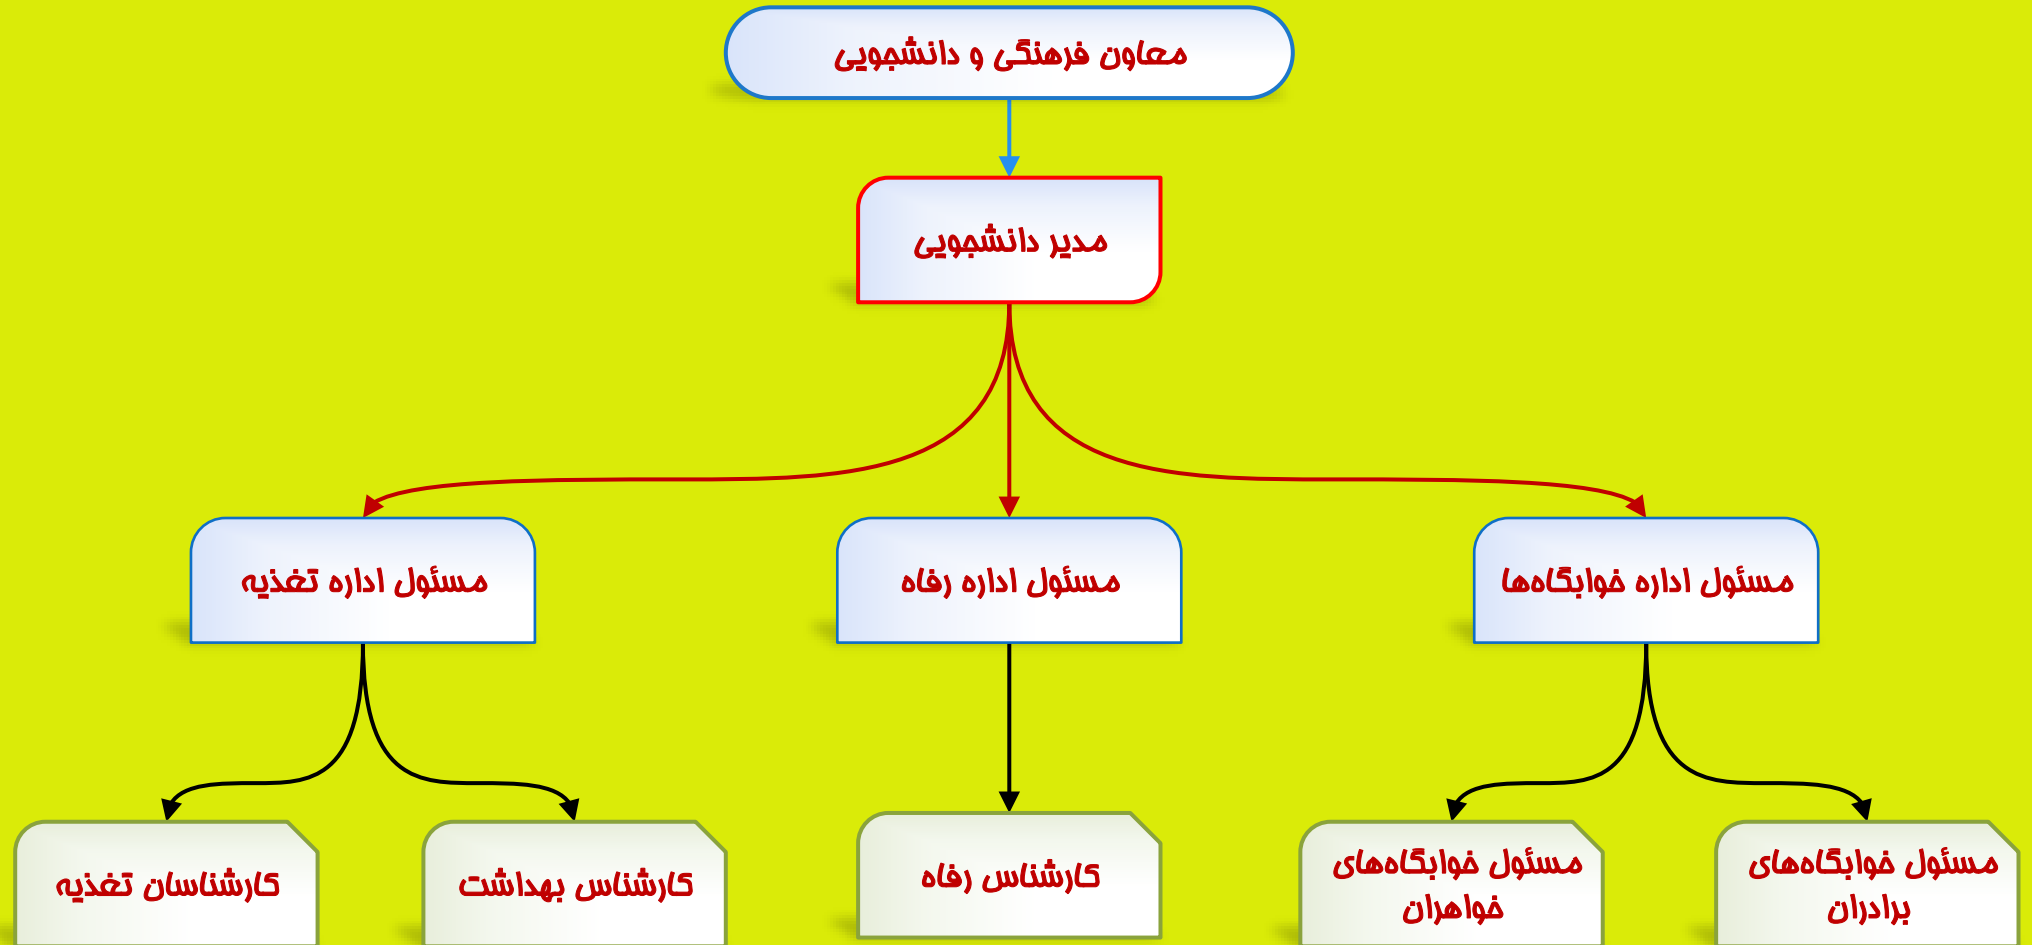 معاون فرهنگی و دانشجویی
مدیر دانشجویی
مسئول اداره خوابگاه‌ها
مسئول اداره رفاه
مسئول اداره تغذیه
مسئول خوابگاه‌های
برادران
مسئول خوابگاه‌های
خواهران
کارشناس رفاه
کارشناس بهداشت
کارشناسان تغذیه